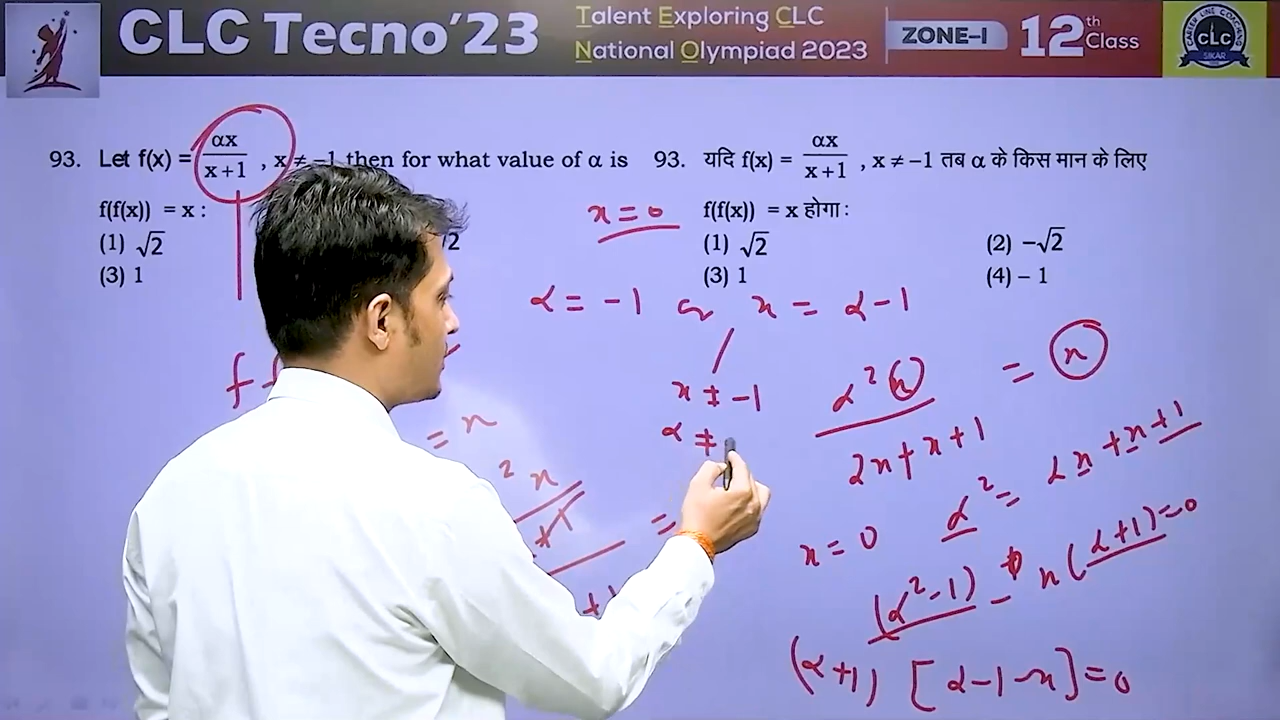 CLC Tecno'23
Talent Exploring CLC
National Olympiad 2023
ZONE-I
12th Class
CLC
SIKAR
93. Let f(x) = αx / x+1 , x ≠ −1 then for what value of α is
f(f(x)) = x :
(1) √2
(3) 1
93. यदि f(x) = αx / x+1 , x ≠ −1 तब α के किस मान के लिए
f(f(x)) = x होगा :
(1) √2 (2) −√2
(3) 1 (4) – 1
x = 0
α = −1 or x = α−1
x ≠ −1
α ≠
= x
α² x / αx + x + 1 = x
x = 0
α² = αx + x + 1
(α²−1) − x(α+1) = 0
(α+1) [α−1−x] = 0